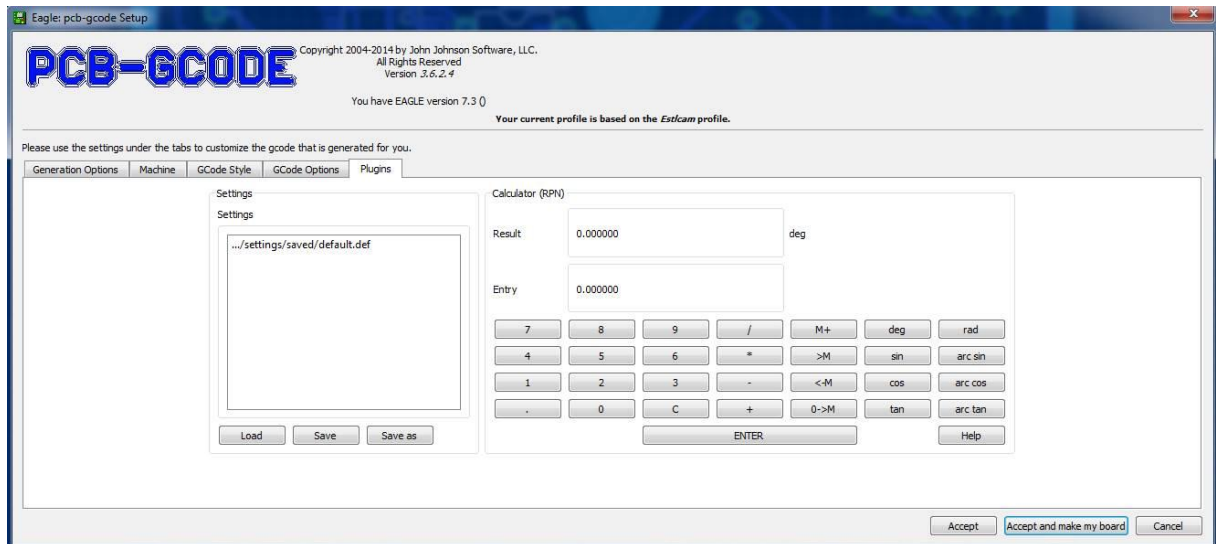 Eagle: pcb-gcode Setup
x
PCB-GCODE
Copyright 2004-2014 by John Johnson Software, LLC.
All Rights Reserved
Version 3.6.2.4
You have EAGLE version 7.3 ()
Your current profile is based on the Estlcam profile.
Please use the settings under the tabs to customize the gcode that is generated for you.
Generation Options Machine GCode Style GCode Options Plugins
Settings
Settings
.../settings/saved/default.def
Load Save Save as
Calculator (RPN)
Result 0.000000 deg
Entry 0.000000
7 8 9 / M+ deg rad
4 5 6 * >M sin arc sin
1 2 3 - <-M cos arc cos
. 0 C + 0->M tan arc tan
ENTER Help
Accept Accept and make my board Cancel